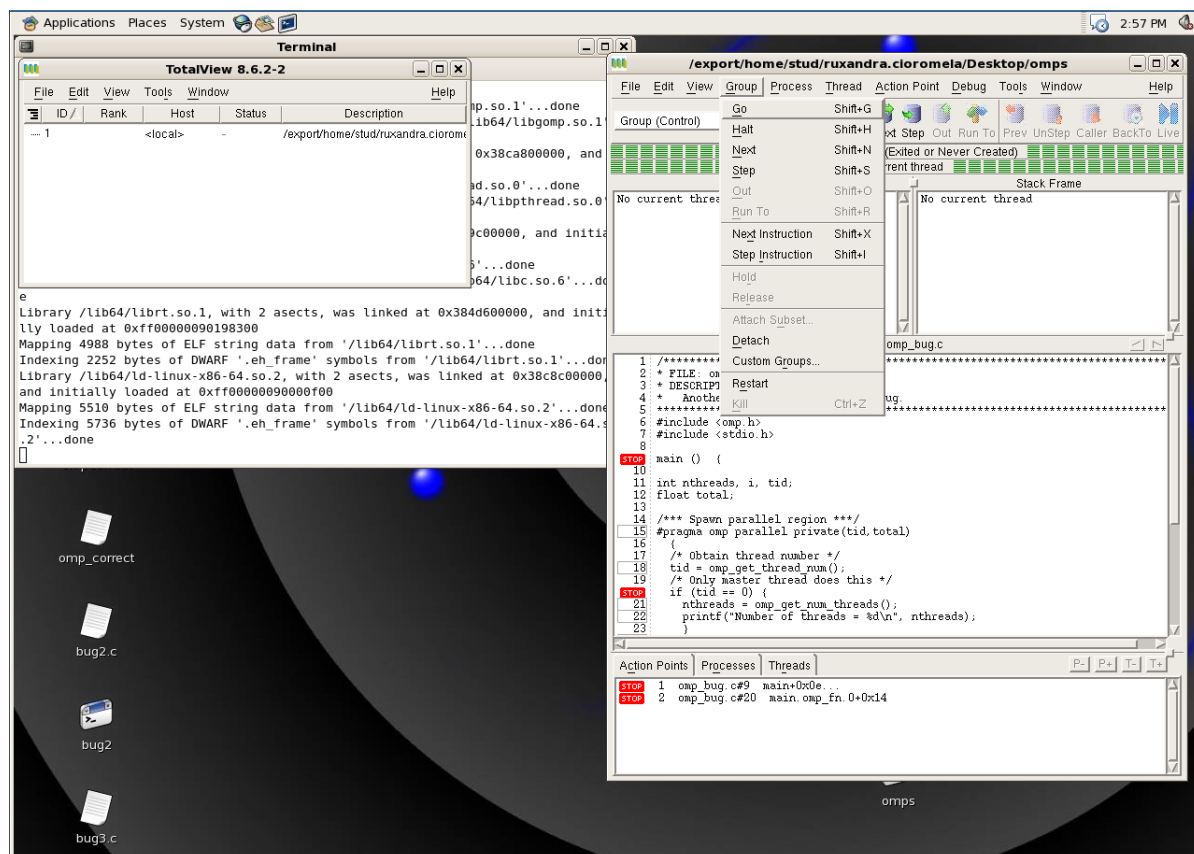 Applications Places System
2:57 PM
Terminal
TotalView 8.6.2-2
File Edit View Tools Window Help
ID / Rank Host Status Description
1 <local> - /export/home/stud/ruxandra.ciorome
mp.so.1'...done
ib64/libgomp.so.1'
0x38ca800000, and
ad.so.0'...done
64/libpthread.so.0'
9c00000, and initia
6'...done
b64/libc.so.6'...do
e
Library /lib64/librt.so.1, with 2 asects, was linked at 0x384d600000, and initi
lly loaded at 0xff00000090198300
Mapping 4988 bytes of ELF string data from '/lib64/librt.so.1'...done
Indexing 2252 bytes of DWARF '.eh_frame' symbols from '/lib64/librt.so.1'...don
Library /lib64/ld-linux-x86-64.so.2, with 2 asects, was linked at 0x38c8c00000,
and initially loaded at 0xff00000090000f00
Mapping 5510 bytes of ELF string data from '/lib64/ld-linux-x86-64.so.2'...done
Indexing 5736 bytes of DWARF '.eh_frame' symbols from '/lib64/ld-linux-x86-64.s
.2'...done
omp_correct
bug2.c
bug2
bug3.c
/export/home/stud/ruxandra.cioromela/Desktop/omps
File Edit View Group Process Thread Action Point Debug Tools Window Help
Group (Control)
xt Step Out Run To Prev UnStep Caller BackTo Live
(Exited or Never Created)
rrent thread
Go Shift+G
Halt Shift+H
Next Shift+N
Step Shift+S
Out Shift+O
Run To Shift+R
Next Instruction Shift+X
Step Instruction Shift+I
Hold
Release
Attach Subset...
Detach
Custom Groups...
Restart
Kill Ctrl+Z
Stack Frame
No current threa
No current thread
omp_bug.c
1 /********* **********************************
2 * FILE: om
3 * DESCRIPT
4 * Anothe ug.
5 ********** **********************************
6 #include <omp.h>
7 #include <stdio.h>
8
STOP main () {
10
11 int nthreads, i, tid;
12 float total;
13
14 /*** Spawn parallel region ***/
15 #pragma omp parallel private(tid,total)
16 {
17 /* Obtain thread number */
18 tid = omp_get_thread_num();
19 /* Only master thread does this */
STOP if (tid == 0) {
21 nthreads = omp_get_num_threads();
22 printf("Number of threads = %d\n", nthreads);
23 }
Action Points Processes Threads P- P+ T- T+
STOP 1 omp_bug.c#9 main+0x0e...
STOP 2 omp_bug.c#20 main.omp_fn.0+0x14
omps